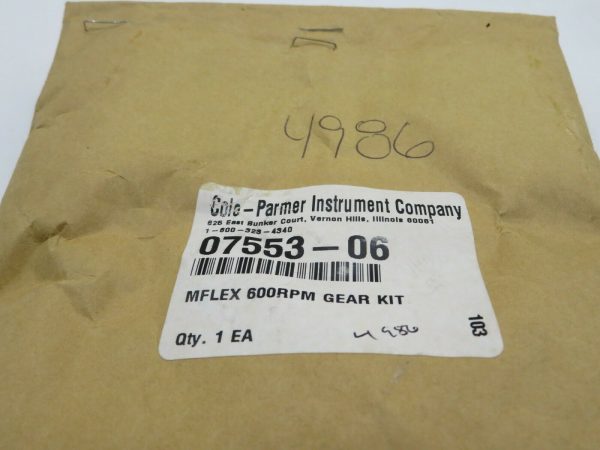 4986
Cole-Parmer Instrument Company
625 East Bunker Court, Vernon Hills, Illinois 60061
1-800-323-4340
07553-06
MFLEX 600RPM GEAR KIT
Qty. 1 EA
4986
103